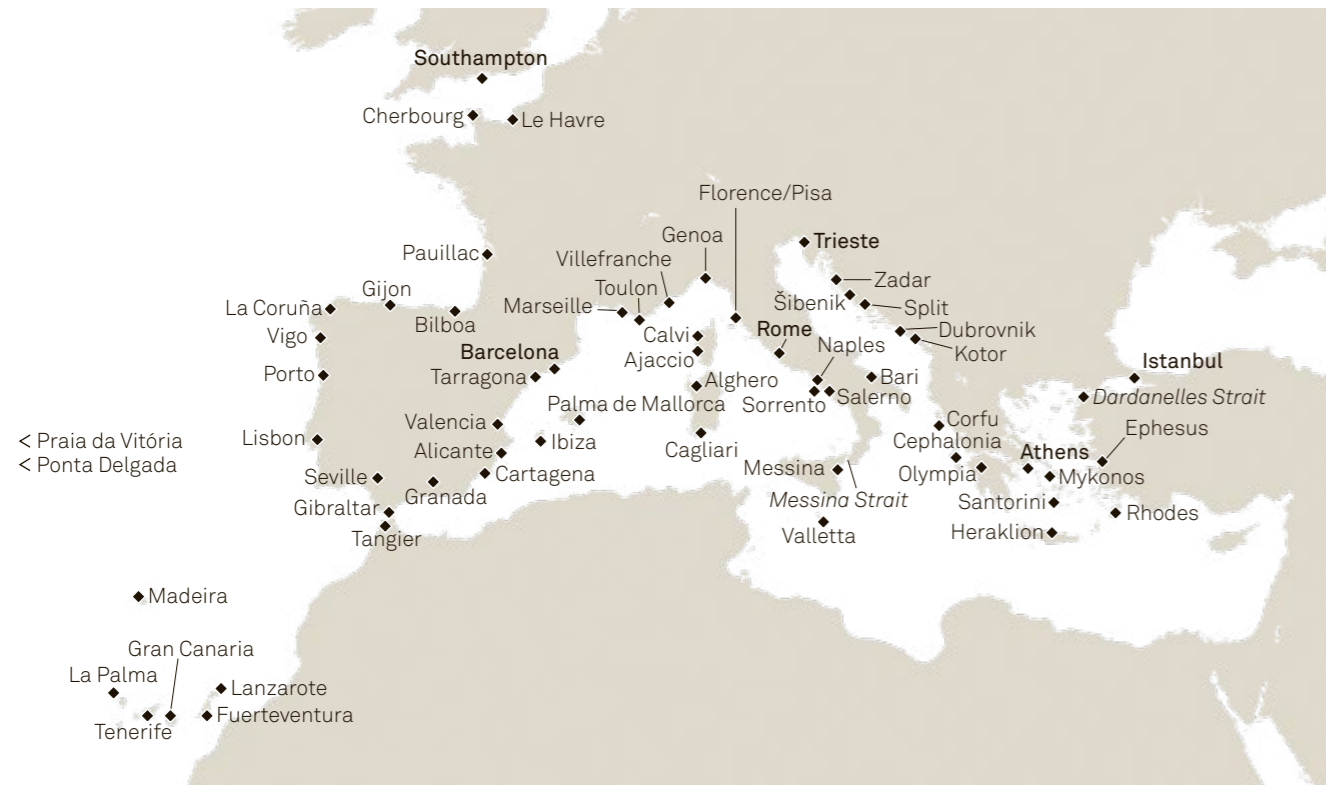 Southampton
Cherbourg
Le Havre
Florence/Pisa
Genoa
Trieste
Pauillac
Villefranche
Zadar
Toulon
Gijon
La Coruña
Marseille
Šibenik
Split
Bilboa
Vigo
Calvi
Rome
Dubrovnik
Naples
Kotor
Barcelona
Ajaccio
Istanbul
Porto
Tarragona
Alghero
Bari
Sorrento
Salerno
Dardanelles Strait
Palma de Mallorca
Valencia
Corfu
Ephesus
< Praia da Vitória
Lisbon
Ibiza
Cephalonia
Cagliari
Alicante
Athens
< Ponta Delgada
Messina
Olympia
Seville
Cartagena
Mykonos
Granada
Messina Strait
Santorini
Gibraltar
Rhodes
Tangier
Valletta
Heraklion
Madeira
Gran Canaria
La Palma
Lanzarote
Fuerteventura
Tenerife